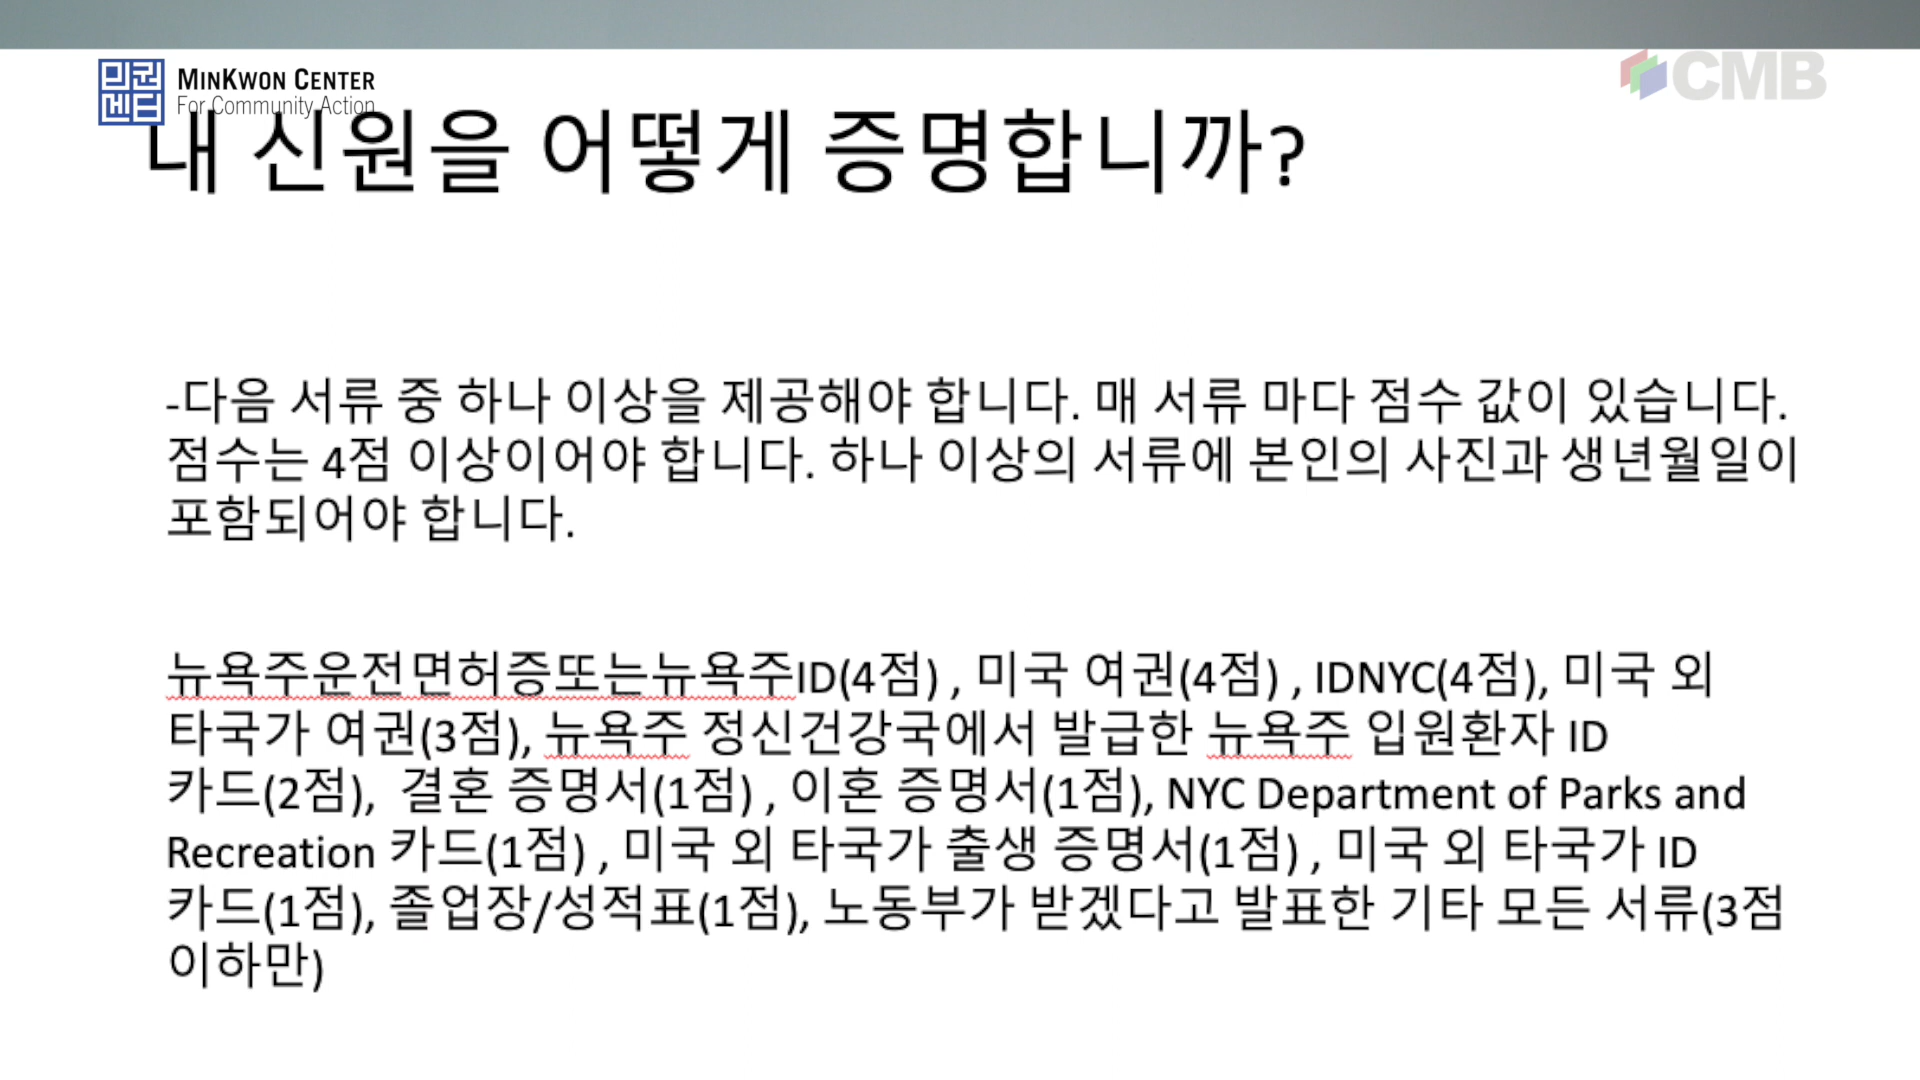 민권센터
MINKWON CENTER
For Community Action
CMB
내 신원을 어떻게 증명합니까?
-다음 서류 중 하나 이상을 제공해야 합니다. 매 서류 마다 점수 값이 있습니다.
점수는 4점 이상이어야 합니다. 하나 이상의 서류에 본인의 사진과 생년월일이
포함되어야 합니다.
뉴욕주운전면허증또는뉴욕주ID(4점) , 미국 여권(4점) , IDNYC(4점), 미국 외
타국가 여권(3점), 뉴욕주 정신건강국에서 발급한 뉴욕주 입원환자 ID
카드(2점), 결혼 증명서(1점) , 이혼 증명서(1점), NYC Department of Parks and
Recreation 카드(1점) , 미국 외 타국가 출생 증명서(1점) , 미국 외 타국가 ID
카드(1점), 졸업장/성적표(1점), 노동부가 받겠다고 발표한 기타 모든 서류(3점
이하만)